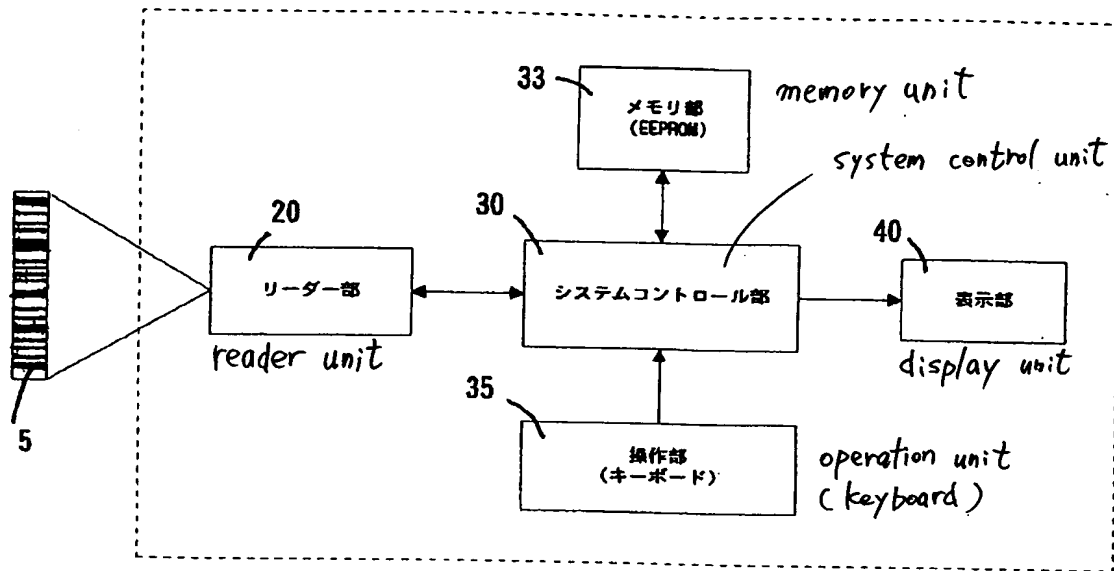 33
メモリ部
(EEPROM)
memory unit
system control unit
20
30
40
リーダー部
システムコントロール部
表示部
reader unit
display unit
5
35
操作部
(キーボード)
operation unit
(keyboard)